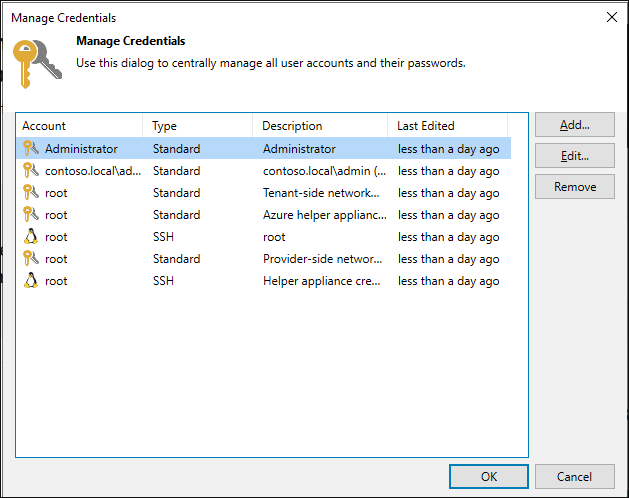 Manage Credentials
Manage Credentials
Use this dialog to centrally manage all user accounts and their passwords.
Account Type Description Last Edited
Administrator Standard Administrator less than a day ago
contoso.local\ad... Standard contoso.local\admin (... less than a day ago
root Standard Tenant-side network... less than a day ago
root Standard Azure helper applianc... less than a day ago
root SSH root less than a day ago
root Standard Provider-side networ... less than a day ago
root SSH Helper appliance cre... less than a day ago
Add...
Edit...
Remove
OK Cancel